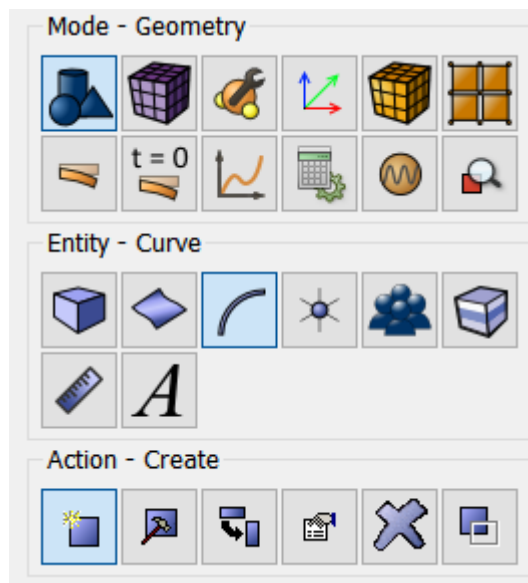 Mode - Geometry
t = 0
Entity - Curve
A
Action - Create